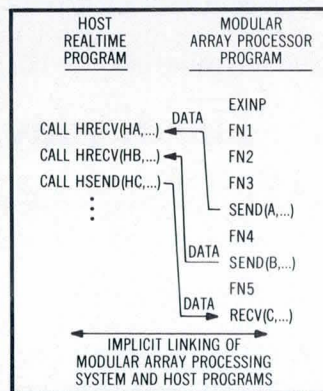 HOST
REALTIME
PROGRAM
MODULAR
ARRAY PROCESSOR
PROGRAM
EXINP
DATA
CALL HRECV(HA,...)
FN1
CALL HRECV(HB,...)
FN2
CALL HSEND(HC,...)
FN3
SEND(A,...)
FN4
DATA
SEND(B,...)
FN5
DATA
RECV(C,...)
IMPLICIT LINKING OF
MODULAR ARRAY PROCESSING
SYSTEM AND HOST PROGRAMS